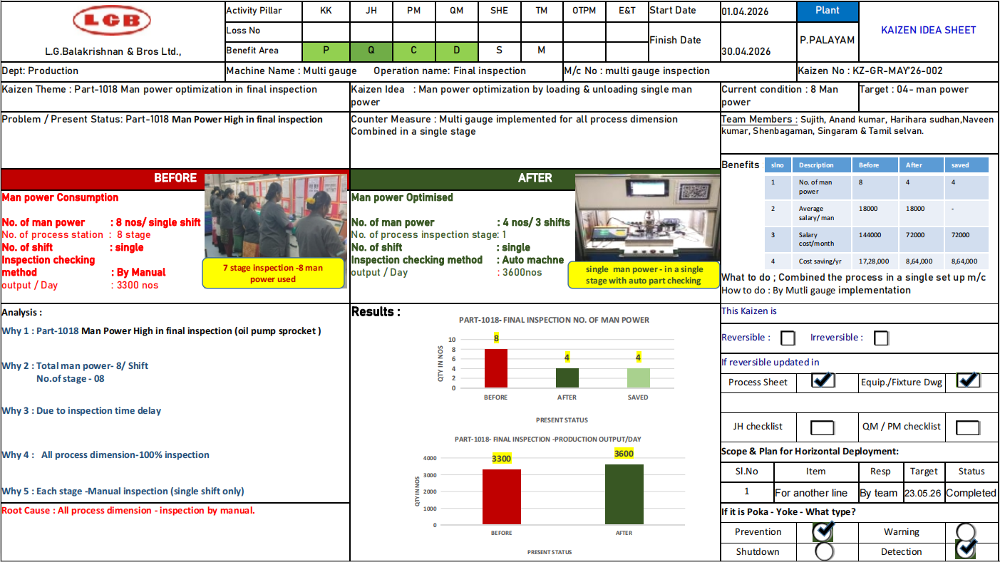 LGB
L.G.Balakrishnan & Bros Ltd.,
Activity Pillar KK JH PM QM SHE TM OTPM E&T
Loss No
Benefit Area P Q C D S M
Start Date 01.04.2026
Finish Date 30.04.2026
Plant
P.PALAYAM
KAIZEN IDEA SHEET
Dept: Production
Machine Name : Multi gauge Operation name: Final inspection
M/c No : multi gauge inspection
Kaizen No : KZ-GR-MAY'26-002
Kaizen Theme : Part-1018 Man power optimization in final inspection
Kaizen Idea : Man power optimization by loading & unloading single man
power
Current condition : 8 Man
power
Target : 04- man power
Problem / Present Status: Part-1018 Man Power High in final inspection
Counter Measure : Multi gauge implemented for all process dimension
Combined in a single stage
Team Members : Sujith, Anand kumar, Harihara sudhan,Naveen
kumar, Shenbagaman, Singaram & Tamil selvan.
BEFORE
Man power Consumption
No. of man power : 8 nos/ single shift
No. of process station : 8 stage
No. of shift : single
Inspection checking
method : By Manual
output / Day : 3300 nos
7 stage inspection -8 man
power used
AFTER
Man power Optimised
No. of man power : 4 nos/ 3 shifts
No. of process inspection stage: 1
No. of shift : single
Inspection checking method : Auto machne
output / Day : 3600nos
single man power - in a single
stage with auto part checking
Benefits
slno Description Before After saved
1 No. of man
power 8 4 4
2 Average
salary/ man 18000 18000 -
3 Salary
cost/month 144000 72000 72000
4 Cost saving/yr 17,28,000 8,64,000 8,64,000
What to do ; Combined the process in a single set up m/c
How to do : By Mutli gauge implementation
Analysis :
Why 1 : Part-1018 Man Power High in final inspection (oil pump sprocket )
Why 2 : Total man power- 8/ Shift
No.of stage - 08
Why 3 : Due to inspection time delay
Why 4 : All process dimension-100% inspection
Why 5 : Each stage -Manual inspection (single shift only)
Root Cause : All process dimension - inspection by manual.
Results :
PART-1018- FINAL INSPECTION NO. OF MAN POWER
QTY IN NOS
10
8
6
4
2
0
8
4
4
BEFORE AFTER SAVED
PRESENT STATUS
PART-1018- FINAL INSPECTION -PRODUCTION OUTPUT/DAY
QTY IN NOS
4000
3000
2000
1000
0
3300
3600
BEFORE AFTER
PRESENT STATUS
This Kaizen is
Reversible : Irreversible :
If reversible updated in
Process Sheet Equip./Fixture Dwg
JH checklist QM / PM checklist
Scope & Plan for Horizontal Deployment:
Sl.No Item Resp Target Status
1 For another line By team 23.05.26 Completed
If it is Poka - Yoke - What type?
Prevention Warning
Shutdown Detection